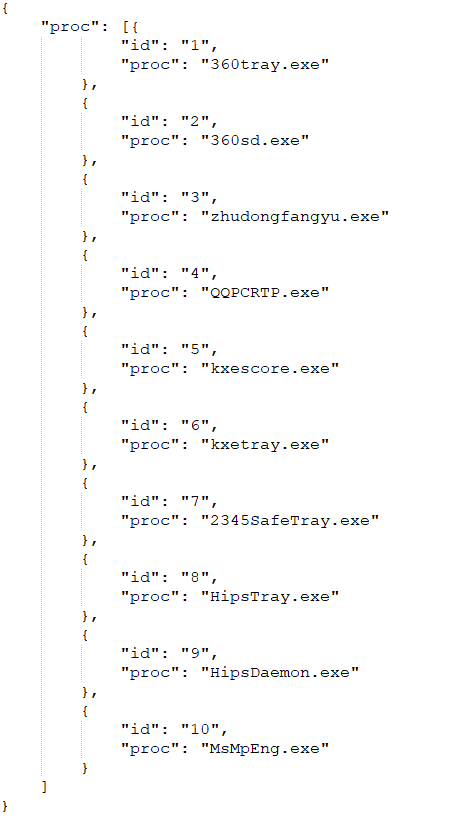 {
"proc": [{
"id": "1",
"proc": "360tray.exe"
},
{
"id": "2",
"proc": "360sd.exe"
},
{
"id": "3",
"proc": "zhudongfangyu.exe"
},
{
"id": "4",
"proc": "QQPCRTP.exe"
},
{
"id": "5",
"proc": "kxescore.exe"
},
{
"id": "6",
"proc": "kxetray.exe"
},
{
"id": "7",
"proc": "2345SafeTray.exe"
},
{
"id": "8",
"proc": "HipsTray.exe"
},
{
"id": "9",
"proc": "HipsDaemon.exe"
},
{
"id": "10",
"proc": "MsMpEng.exe"
}
]
}